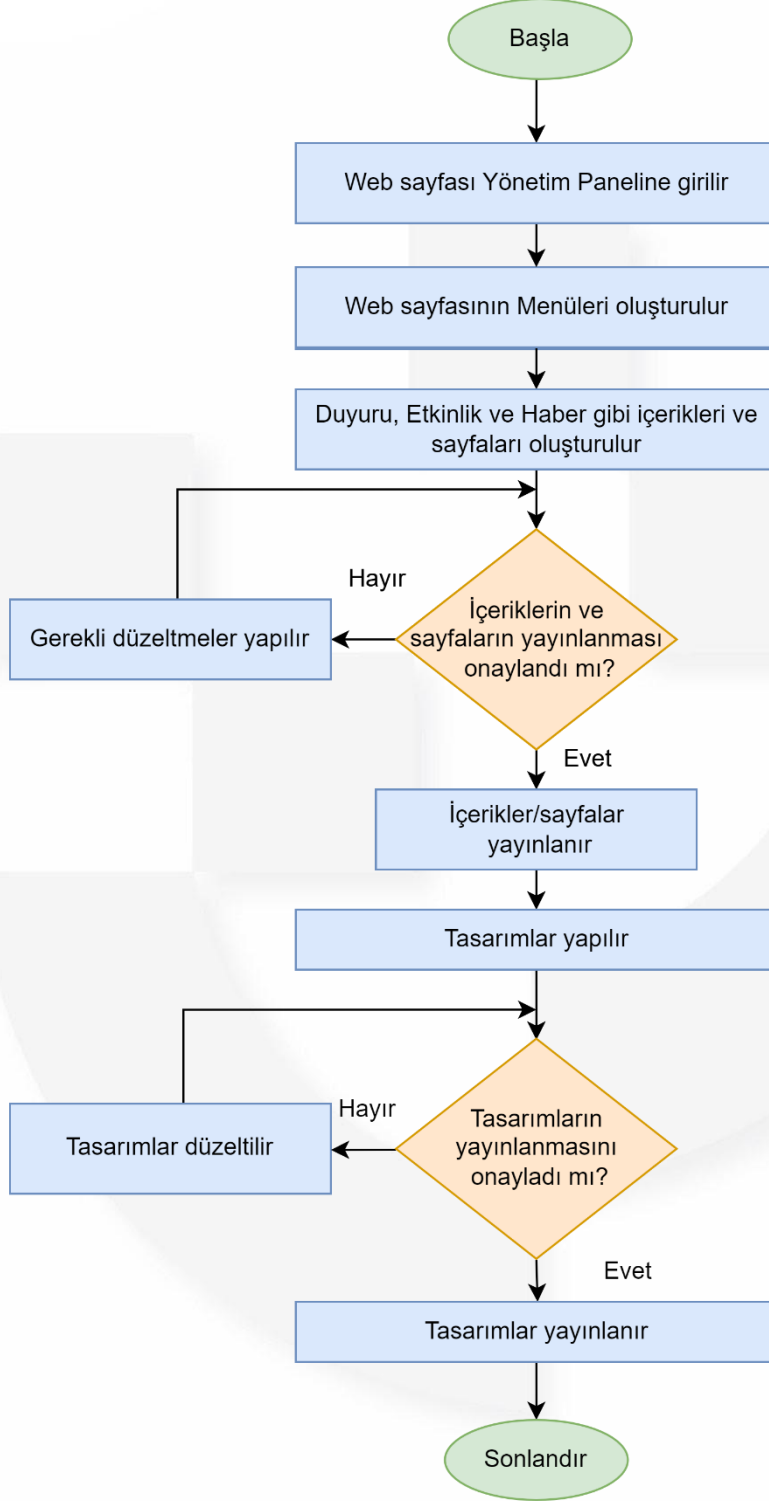 Başla
Web sayfası Yönetim Paneline girilir
Web sayfasının Menüleri oluşturulur
Duyuru, Etkinlik ve Haber gibi içerikleri ve
sayfaları oluşturulur
Hayır
Gerekli düzeltmeler yapılır
İçeriklerin ve
sayfaların yayınlanması
onaylandı mı?
Evet
İçerikler/sayfalar
yayınlanır
Tasarımlar yapılır
Hayır
Tasarımlar düzeltilir
Tasarımların
yayınlanmasını
onayladı mı?
Evet
Tasarımlar yayınlanır
Sonlandır